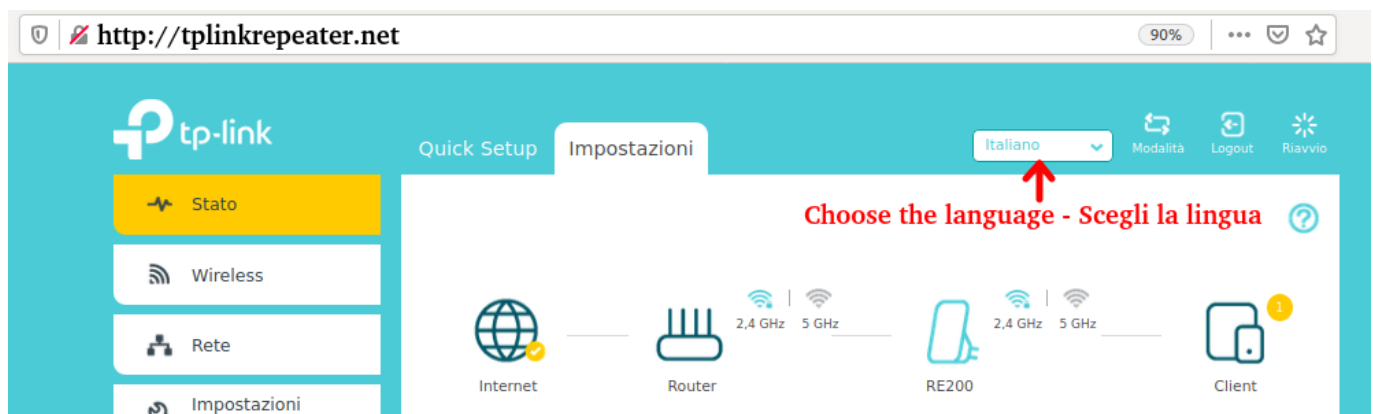 http://tplinkrepeater.net
90%
tp-link
Quick Setup
Impostazioni
Italiano
Modalità
Logout
Riavvio
Choose the language - Scegli la lingua
?
Stato
Wireless
Rete
Impostazioni
2,4 GHz
5 GHz
2,4 GHz
5 GHz
1
Internet
Router
RE200
Client